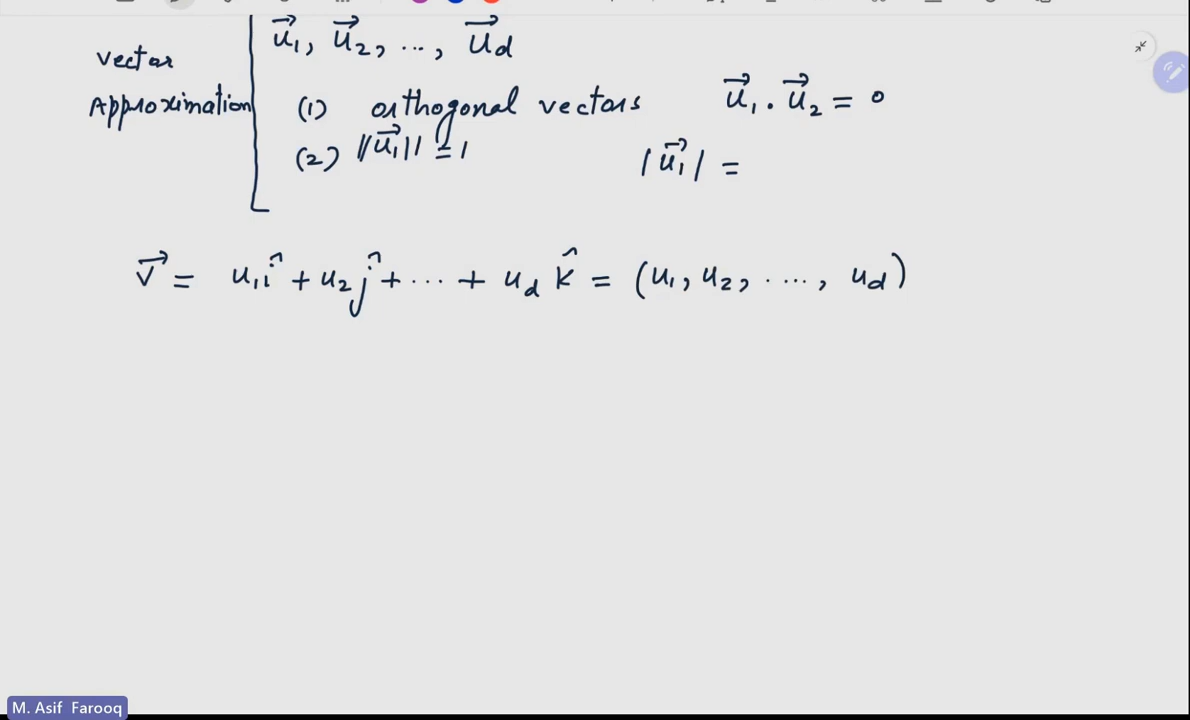 u⃗₁, u⃗₂, ..., u⃗d
vector
Approximation
(1) orthogonal vectors u⃗₁ . u⃗₂ = 0
(2) ||u⃗₁|| = 1 |u⃗₁| =
v⃗ = u₁î + u₂ĵ + ... + ud k̂ = (u₁, u₂, ...., ud)
M. Asif Farooq